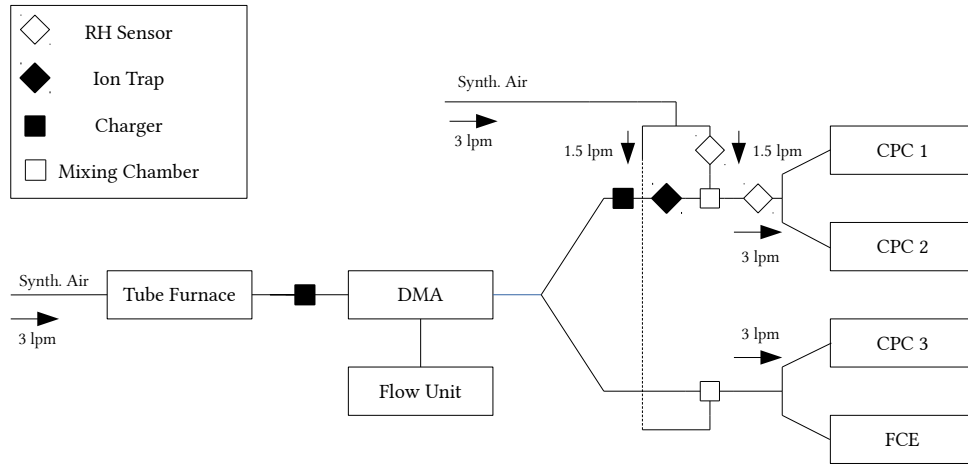 RH Sensor
Ion Trap
Charger
Mixing Chamber
Synth. Air
3 lpm
1.5 lpm
1.5 lpm
CPC 1
CPC 2
3 lpm
Synth. Air
3 lpm
Tube Furnace
DMA
Flow Unit
3 lpm
CPC 3
FCE